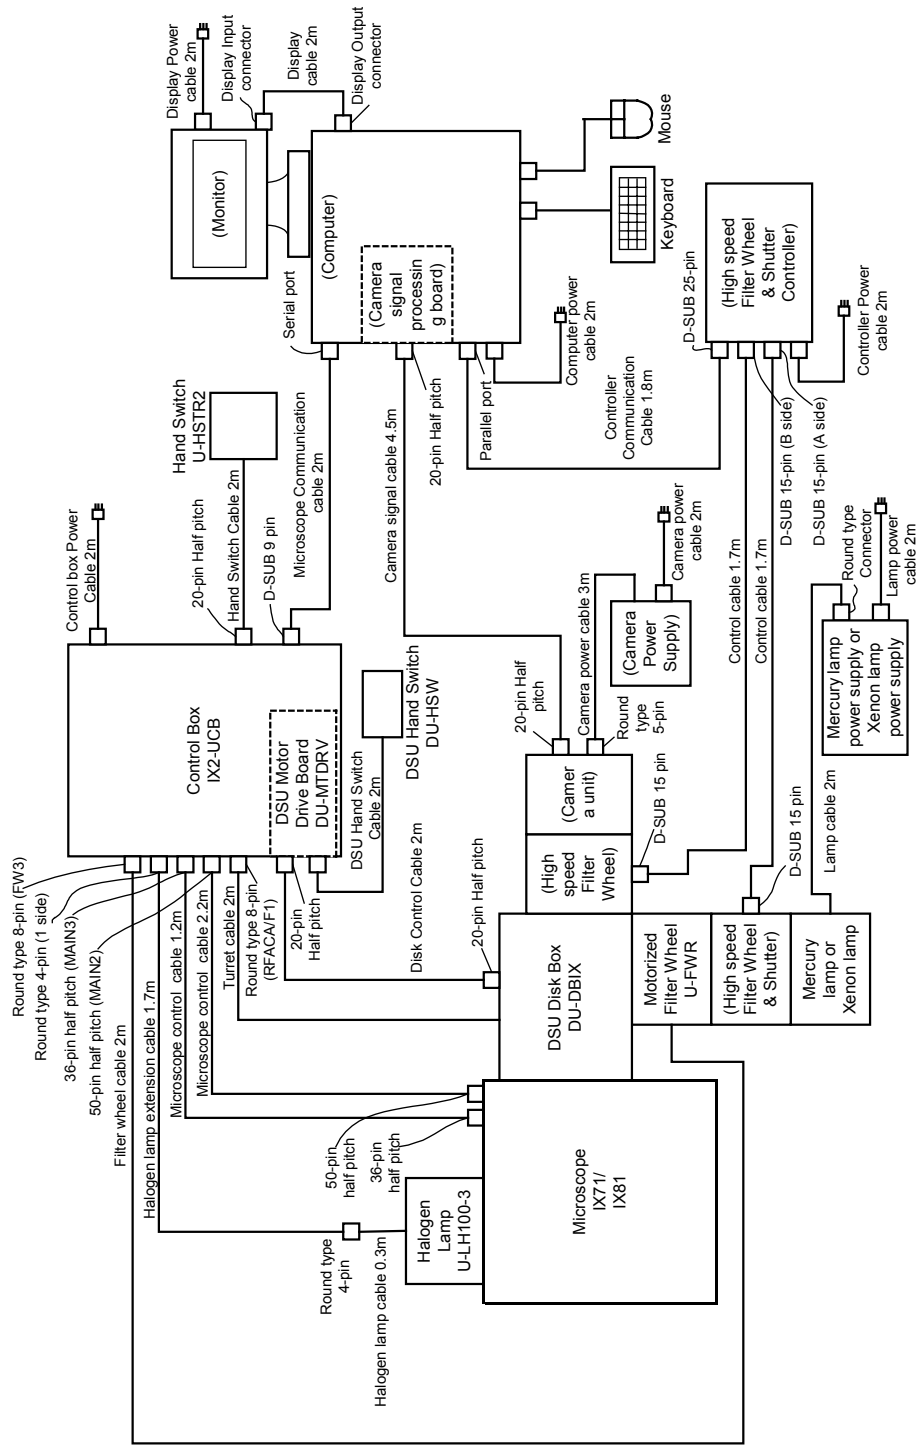 Display Power
cable 2m
Display Input
connector
Display
cable 2m
Display Output
connector
(Monitor)
(Computer)
(Camera
signal
processin
g board)
Mouse
Keyboard
Serial port
20-pin Half pitch
Parallel port
Computer power
cable 2m
Controller
Communication
Cable 1.8m
D-SUB 25-pin
(High speed
Filter Wheel
& Shutter
Controller)
Controller Power
cable 2m
D-SUB 15-pin (B side)
D-SUB 15-pin (A side)
Hand Switch
U-HSTR2
Microscope Communication
cable 2m
Camera signal cable 4.5m
Control box Power
Cable 2m
20-pin Half pitch
Hand Switch Cable 2m
D-SUB 9 pin
Control Box
IX2-UCB
DSU Motor
Drive Board
DU-MTDRV
DSU Hand Switch
DU-HSW
DSU Hand Switch
Cable 2m
Camera power
cable 2m
Camera power cable 3m
(Camera
Power
Supply)
Round
type
5-pin
20-pin Half
pitch
Control cable 1.7m
Control cable 1.7m
Round type
Connector
Lamp power
cable 2m
Mercury lamp
power supply or
Xenon lamp
power supply
Lamp cable 2m
Round type 8-pin (FW3)
Round type 4-pin (1 side)
36-pin half pitch (MAIN3)
50-pin half pitch (MAIN2)
Filter wheel cable 2m
Halogen lamp extension cable 1.7m
Microscope control cable 1.2m
Microscope control cable 2.2m
Turret cable 2m
Round type 8-pin
(RFACA/F1)
20-pin
Half pitch
Disk Control Cable 2m
20-pin Half pitch
(Camer
a unit)
(High
speed
Filter
Wheel)
D-SUB 15 pin
D-SUB 15 pin
DSU Disk Box
DU-DBIX
Motorized
Filter Wheel
U-FWR
(High speed
Filter Wheel
& Shutter)
Mercury
lamp or
Xenon lamp
50-pin
half pitch
36-pin
half pitch
Microscope
IX71/
IX81
Halogen
Lamp
U-LH100-3
Round type
4-pin
Halogen lamp cable 0.3m